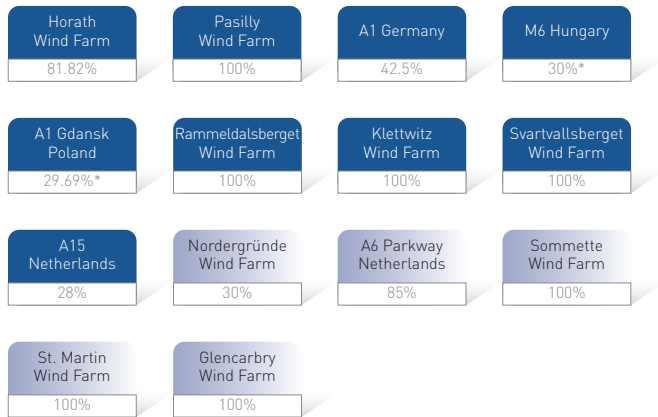 Horath
Wind Farm
81.82%
Pasilly
Wind Farm
100%
A1 Germany
42.5%
M6 Hungary
30%*
A1 Gdansk
Poland
29.69%*
Rammeldalsberget
Wind Farm
100%
Klettwitz
Wind Farm
100%
Svartvallsberget
Wind Farm
100%
A15
Netherlands
28%
Nordergründe
Wind Farm
30%
A6 Parkway
Netherlands
85%
Sommette
Wind Farm
100%
St. Martin
Wind Farm
100%
Glencarbry
Wind Farm
100%